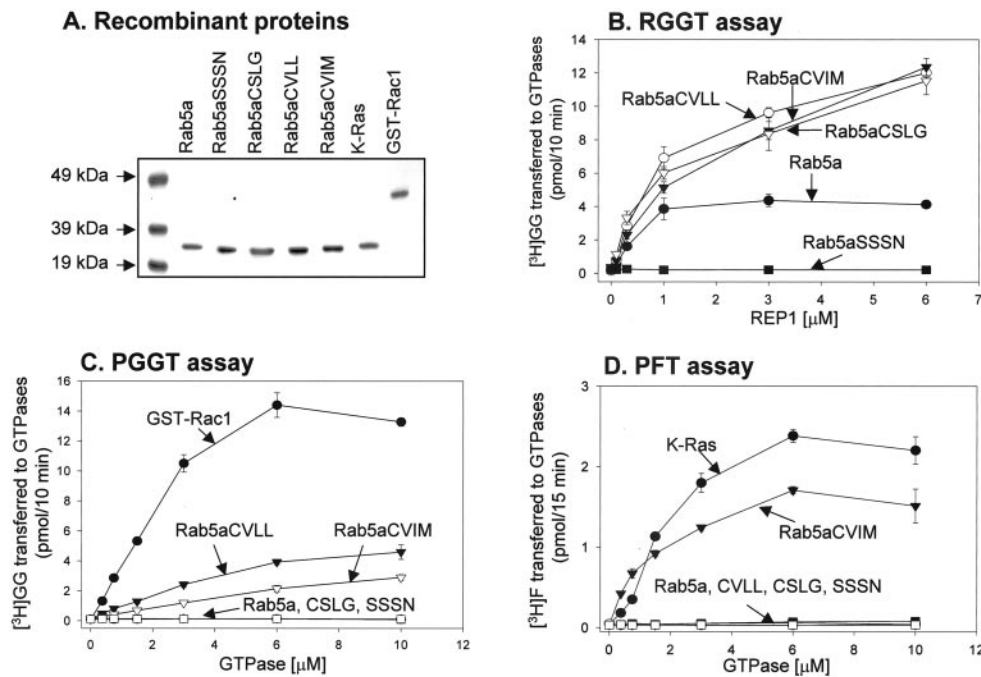 A. Recombinant proteins
Rab5a
Rab5aSSSN
Rab5aCSLG
Rab5aCVLL
Rab5aCVIM
K-Ras
GST-Rac1
49 kDa
39 kDa
19 kDa
B. RGGT assay
[³H]GG transferred to GTPases
(pmol/10 min)
14
12
10
8
6
4
2
0
Rab5aCVIM
Rab5aCVLL
Rab5aCSLG
Rab5a
Rab5aSSSN
0 1 2 3 4 5 6 7
REP1 [µM]
C. PGGT assay
[³H]GG transferred to GTPases
(pmol/10 min)
16
14
12
10
8
6
4
2
0
GST-Rac1
Rab5aCVLL
Rab5aCVIM
Rab5a, CSLG, SSSN
0 2 4 6 8 10 12
GTPase [µM]
D. PFT assay
[³H]F transferred to GTPases
(pmol/15 min)
3
2
1
0
K-Ras
Rab5aCVIM
Rab5a, CVLL, CSLG, SSSN
0 2 4 6 8 10 12
GTPase [µM]